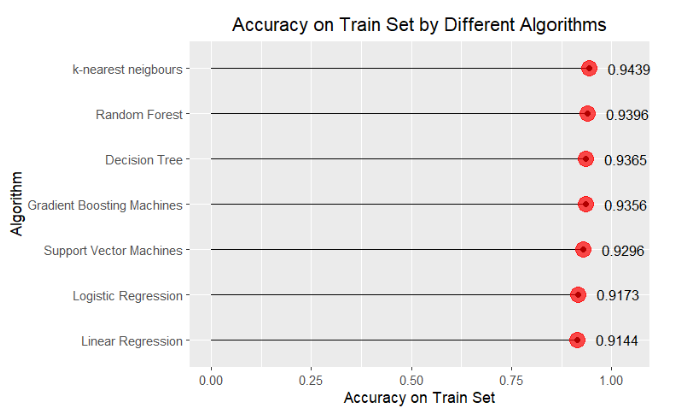 Accuracy on Train Set by Different Algorithms
Algorithm
k-nearest neigbours
0.9439
Random Forest
0.9396
Decision Tree
0.9365
Gradient Boosting Machines
0.9356
Support Vector Machines
0.9296
Logistic Regression
0.9173
Linear Regression
0.9144
0.00 0.25 0.50 0.75 1.00
Accuracy on Train Set